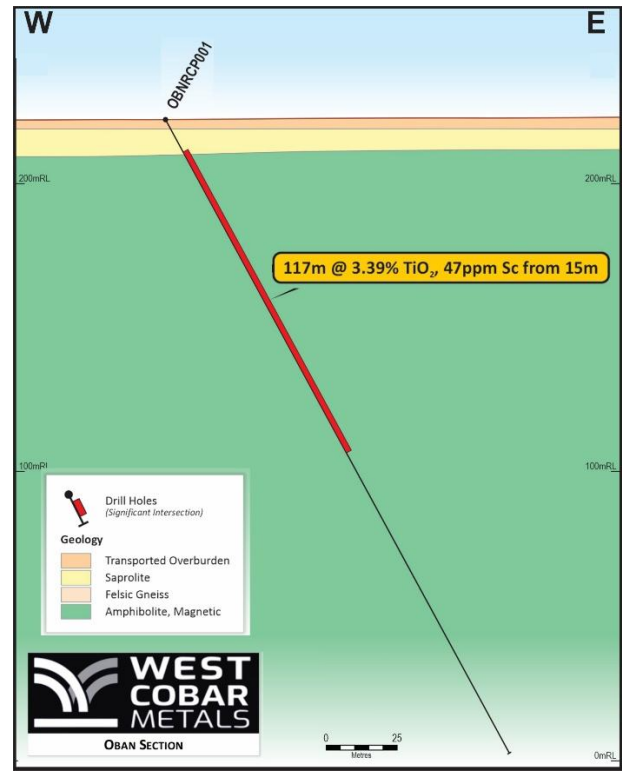 W
E
OBNRCP001
200mRL
200mRL
117m @ 3.39% TiO₂, 47ppm Sc from 15m
100mRL
100mRL
Drill Holes
(Significant Intersection)
Geology
Transported Overburden
Saprolite
Felsic Gneiss
Amphibolite, Magnetic
WEST
COBAR
METALS
OBAN SECTION
0
25
Metres
0mRL